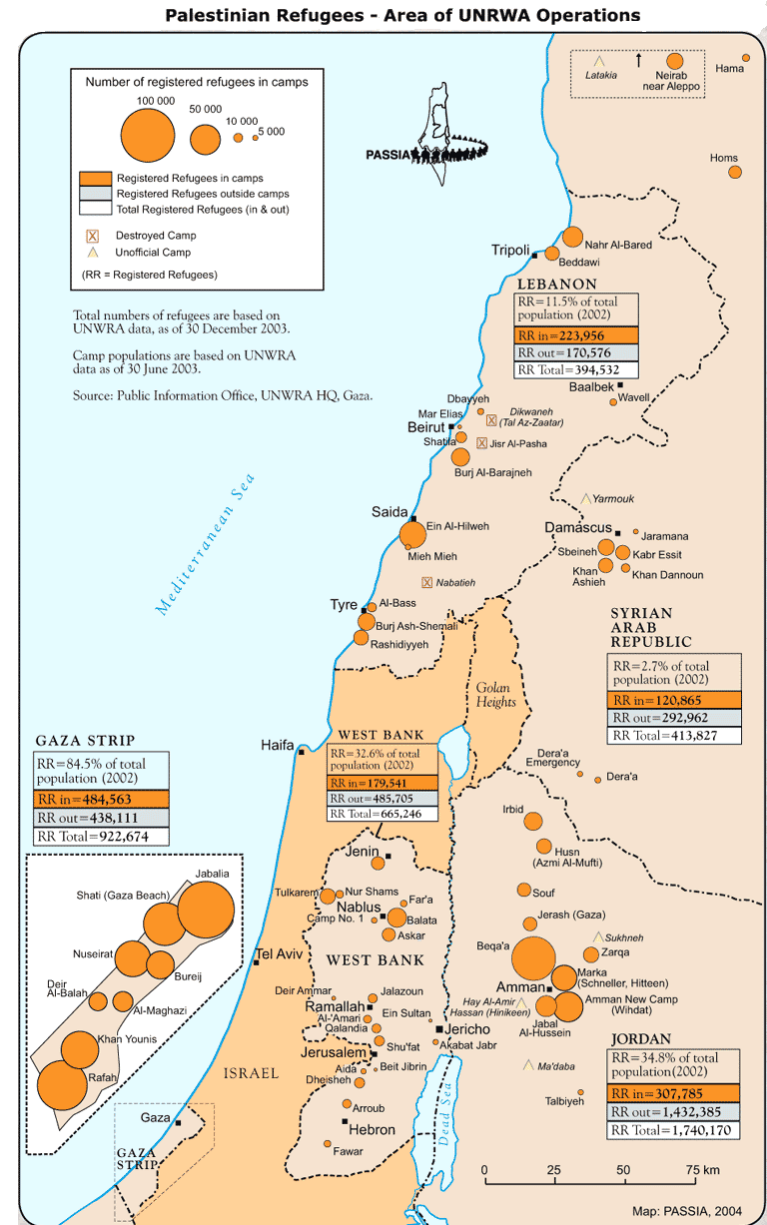 Palestinian Refugees - Area of UNRWA Operations
Number of registered refugees in camps
100 000
50 000
10 000
5 000
Registered Refugees in camps
Registered Refugees outside camps
Total Registered Refugees (in & out)
Destroyed Camp
Unofficial Camp
(RR = Registered Refugees)
Total numbers of refugees are based on
UNWRA data, as of 30 December 2003.
Camp populations are based on UNWRA
data as of 30 June 2003.
Source: Public Information Office, UNWRA HQ, Gaza.
PASSIA
Latakia
Neirab
near Aleppo
Hama
Homs
Tripoli
Nahr Al-Bared
Beddawi
LEBANON
RR=11.5% of total
population (2002)
RR in=223,956
RR out=170,576
RR Total=394,532
Baalbek
Wavell
Dbayyeh
Mar Elias
Dikwaneh
(Tal Az-Zaatar)
Beirut
Shatila
Jisr Al-Pasha
Burj Al-Barajneh
Mediterranean Sea
Yarmouk
Saida
Ein Al-Hilweh
Mieh Mieh
Damascus
Jaramana
Sbeineh
Kabr Essit
Khan
Ashieh
Khan Dannoun
Nabatieh
Tyre
Al-Bass
Burj Ash-Shemali
Rashidiyyeh
SYRIAN
ARAB
REPUBLIC
RR=2.7% of total
population (2002)
RR in=120,865
RR out=292,962
RR Total=413,827
Golan
Heights
Haifa
GAZA STRIP
RR=84.5% of total
population (2002)
RR in=484,563
RR out=438,111
RR Total=922,674
WEST BANK
RR=32.6% of total
population (2002)
RR in=179,541
RR out=485,705
RR Total=665,246
Dera'a
Emergency
Dera'a
Irbid
Husn
(Azmi Al-Mufti)
Souf
Jerash (Gaza)
Sukhneh
Beqa'a
Zarqa
Marka
(Schneller, Hitteen)
Amman
Hay Al-Amir
Hassan (Hinikeen)
Amman New Camp
(Wihdat)
Jabal
Al-Hussein
Jenin
Tulkarem
Nur Shams
Far'a
Nablus
Camp No. 1
Balata
Askar
Tel Aviv
WEST BANK
Deir Ammar
Jalazoun
Ramallah
Al-'Amari
Ein Sultan
Qalandia
Jericho
Shu'fat
Akabat Jabr
Jerusalem
Aida
Beit Jibrin
Dheisheh
Arroub
Hebron
Fawar
Dead Sea
ISRAEL
Jabalia
Shati (Gaza Beach)
Nuseirat
Bureij
Deir
Al-Balah
Al-Maghazi
Khan Younis
Rafah
Gaza
GAZA
STRIP
JORDAN
RR=34.8% of total
population(2002)
RR in=307,785
RR out=1,432,385
RR Total=1,740,170
Ma'daba
Talbiyeh
0
25
50
75 km
Map: PASSIA, 2004